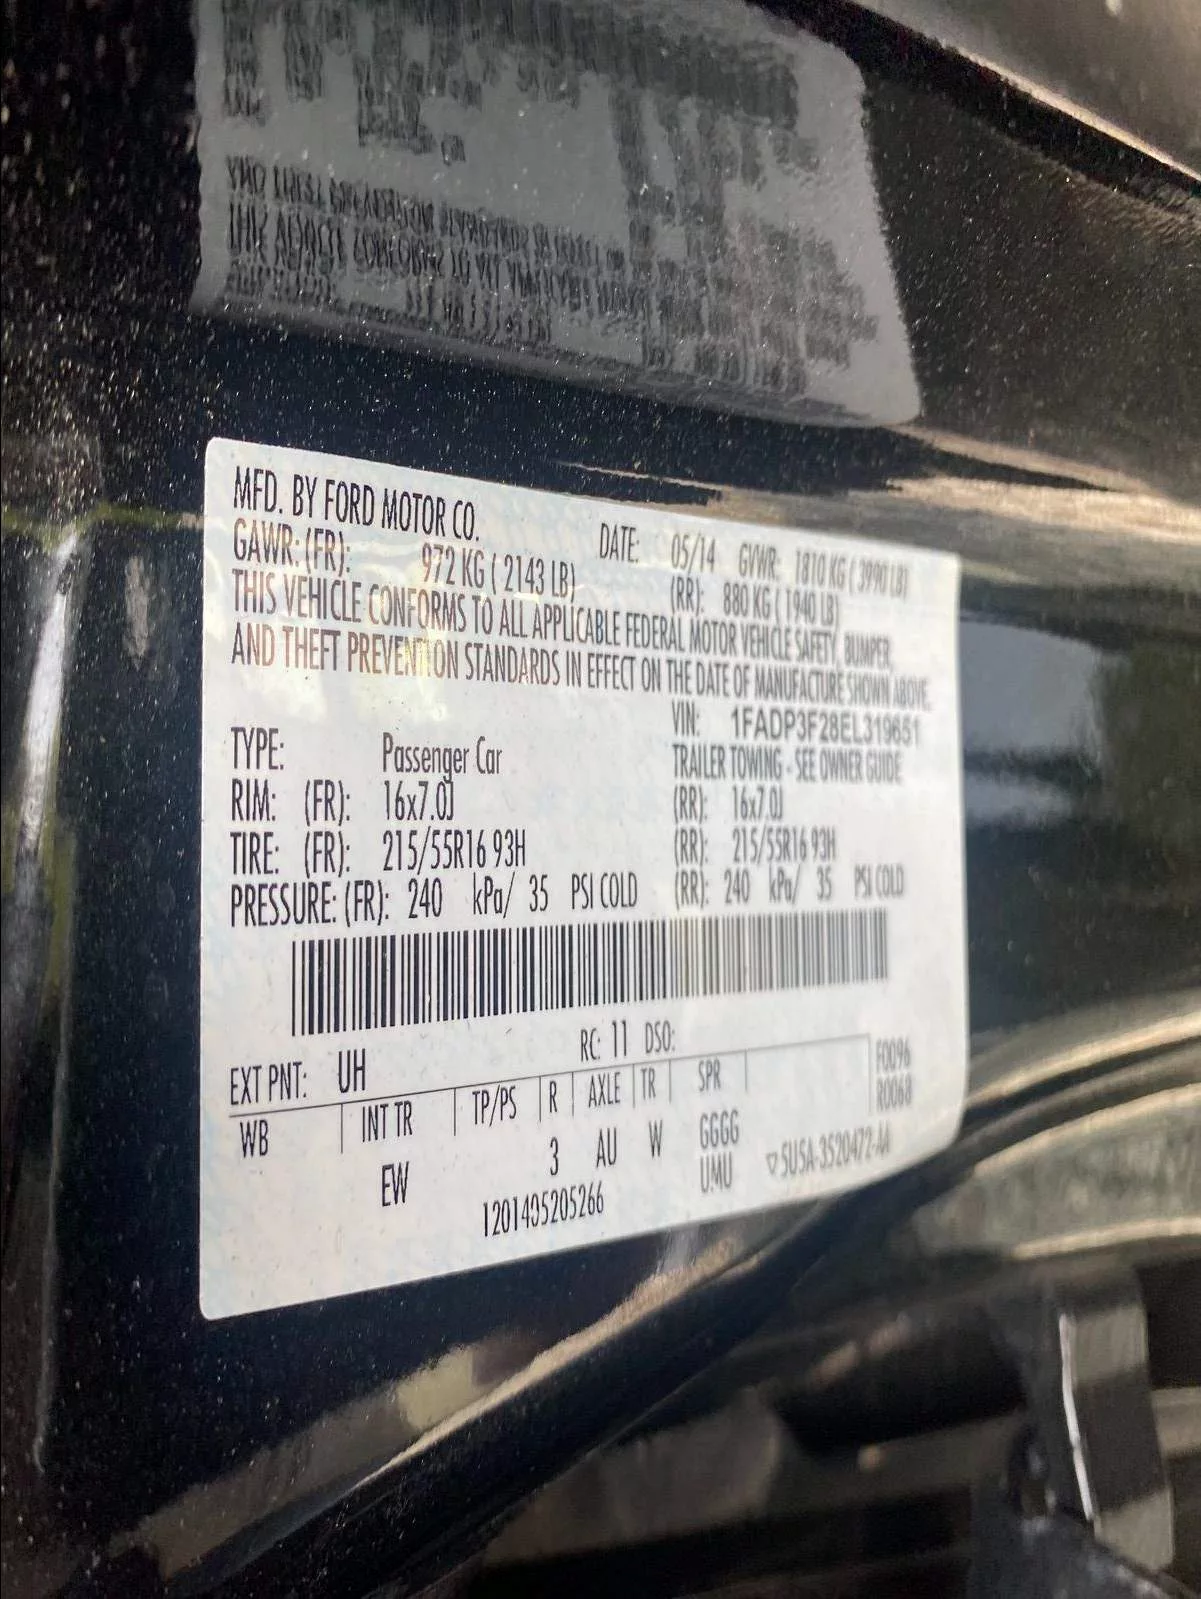 MFD. BY FORD MOTOR CO. DATE: 05/14 GVWR: 1810 KG ( 3990 LB)
GAWR: (FR): 972 KG ( 2143 LB) (RR): 880 KG ( 1940 LB)
THIS VEHICLE CONFORMS TO ALL APPLICABLE FEDERAL MOTOR VEHICLE SAFETY, BUMPER,
AND THEFT PREVENTION STANDARDS IN EFFECT ON THE DATE OF MANUFACTURE SHOWN ABOVE.
VIN: 1FADP3F28EL319651
TYPE: Passenger Car TRAILER TOWING - SEE OWNER GUIDE
RIM: (FR): 16x7.0J (RR): 16x7.0J
TIRE: (FR): 215/55R16 93H (RR): 215/55R16 93H
PRESSURE: (FR): 240 kPa/ 35 PSI COLD (RR): 240 kPa/ 35 PSI COLD
EXT PNT: UH RC: 11 DSO: F0096
WB INT TR TP/PS R AXLE TR SPR R0068
EW 3 AU W GGGG
1201405205266 UMU ▽5USA-3520472-AA